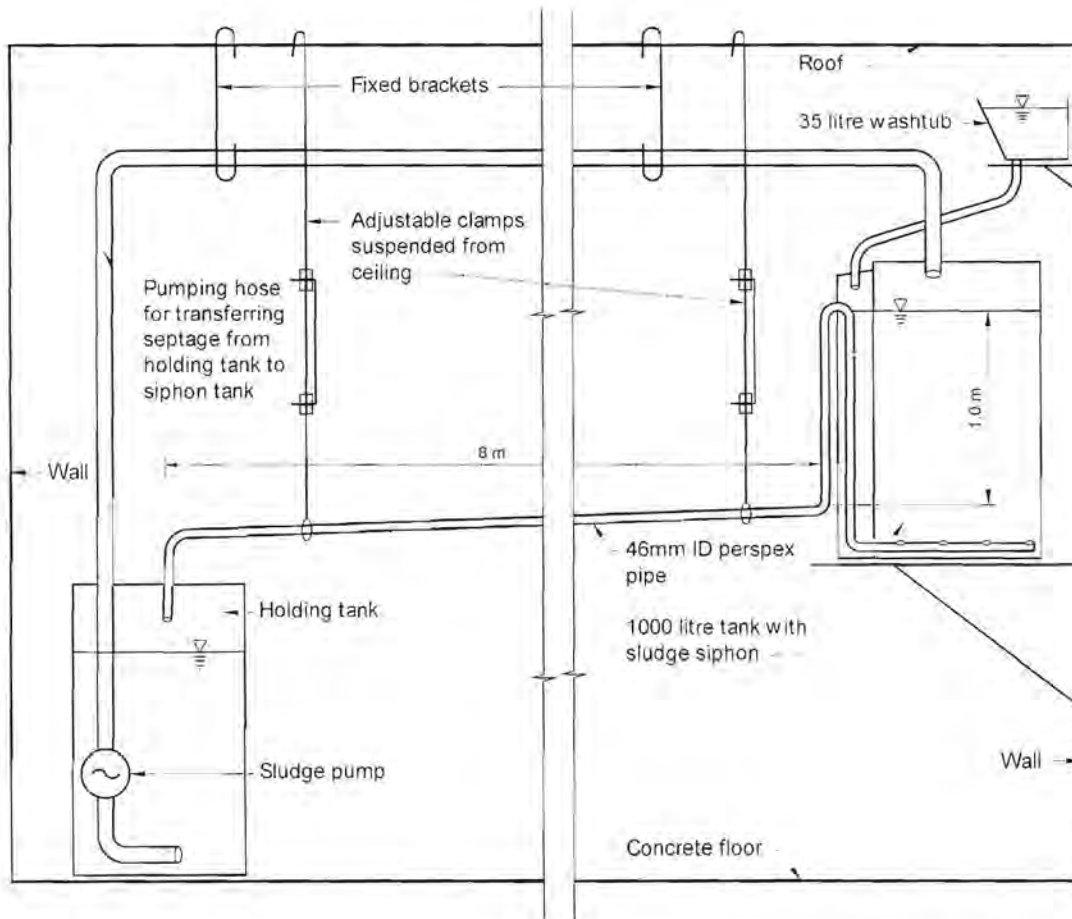 Roof
Fixed brackets
35 litre washtub
Adjustable clamps
suspended from
ceiling
Pumping hose
for transferring
septage from
holding tank to
siphon tank
1.0 m
8 m
Wall
46mm ID perspex
pipe
Holding tank
1000 litre tank with
sludge siphon
Sludge pump
Wall
Concrete floor